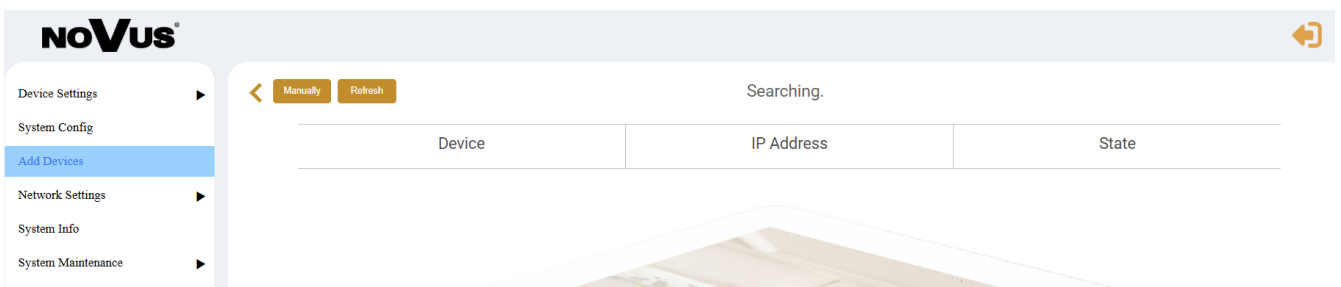 NOVUS®
Device Settings ▶
System Config
Add Devices
Network Settings ▶
System Info
System Maintenance ▶
Manually Refresh Searching.
Device IP Address State